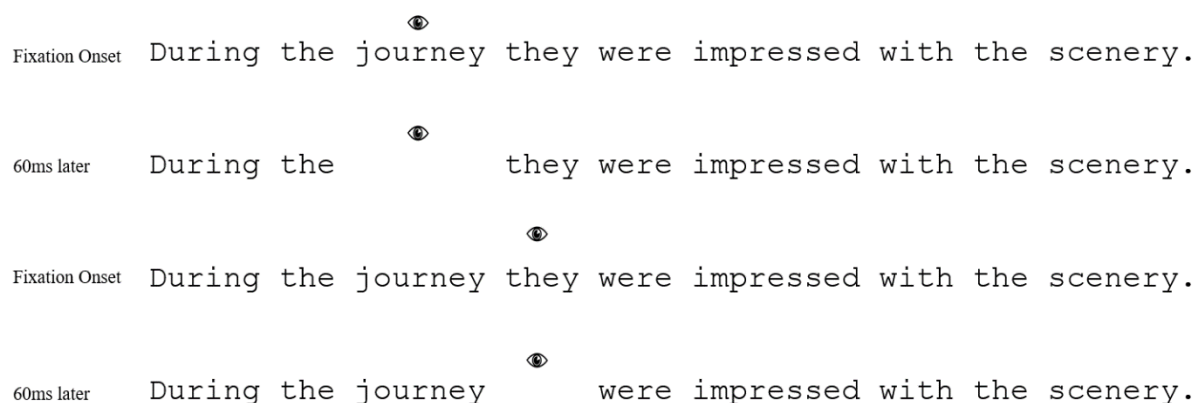 Fixation Onset During the journey they were impressed with the scenery.
60ms later During the they were impressed with the scenery.
Fixation Onset During the journey they were impressed with the scenery.
60ms later During the journey were impressed with the scenery.